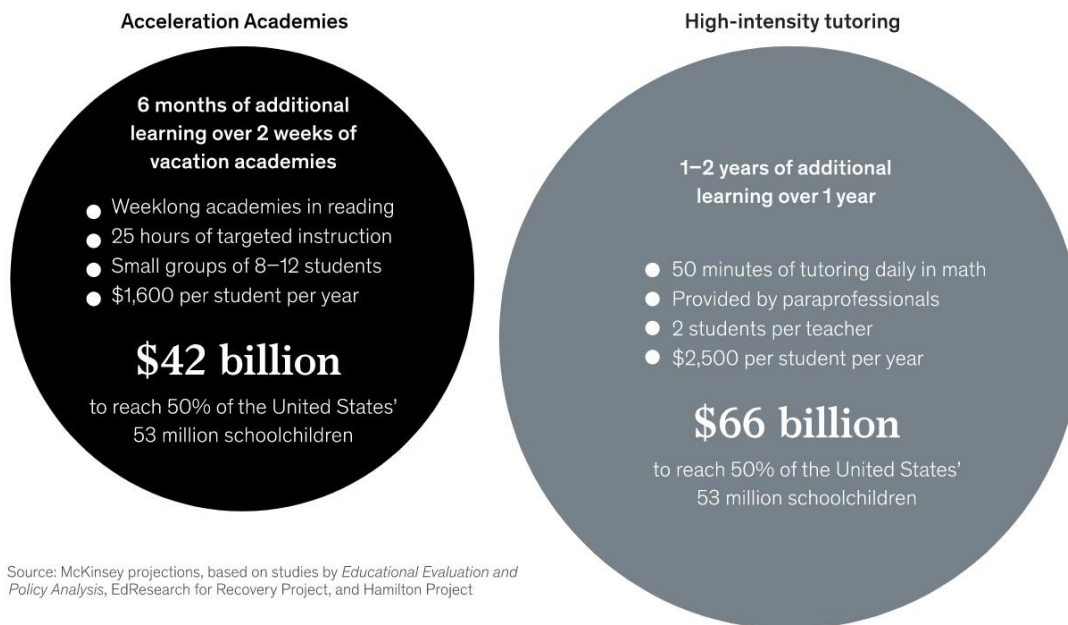 Acceleration Academies
6 months of additional
learning over 2 weeks of
vacation academies
Weeklong academies in reading
25 hours of targeted instruction
Small groups of 8–12 students
$1,600 per student per year
$42 billion
to reach 50% of the United States’
53 million schoolchildren
High-intensity tutoring
1–2 years of additional
learning over 1 year
50 minutes of tutoring daily in math
Provided by paraprofessionals
2 students per teacher
$2,500 per student per year
$66 billion
to reach 50% of the United States’
53 million schoolchildren
Source: McKinsey projections, based on studies by Educational Evaluation and
Policy Analysis, EdResearch for Recovery Project, and Hamilton Project